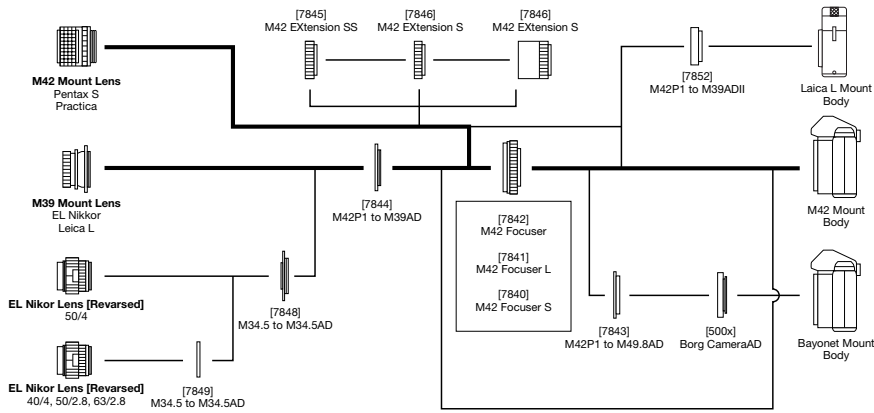 [7845]
M42 EXtension SS
[7846]
M42 EXtension S
[7846]
M42 EXtension S
M42 Mount Lens
Pentax S
Practica
[7852]
M42P1 to M39ADII
Laica L Mount
Body
M39 Mount Lens
EL Nikkor
Leica L
[7844]
M42P1 to M39AD
[7842]
M42 Focuser
[7841]
M42 Focuser L
[7840]
M42 Focuser S
M42 Mount
Body
EL Nikor Lens [Revarsed]
50/4
[7848]
M34.5 to M34.5AD
[7843]
M42P1 to M49.8AD
[500x]
Borg CameraAD
Bayonet Mount
Body
EL Nikor Lens [Revarsed]
40/4, 50/2.8, 63/2.8
[7849]
M34.5 to M34.5AD